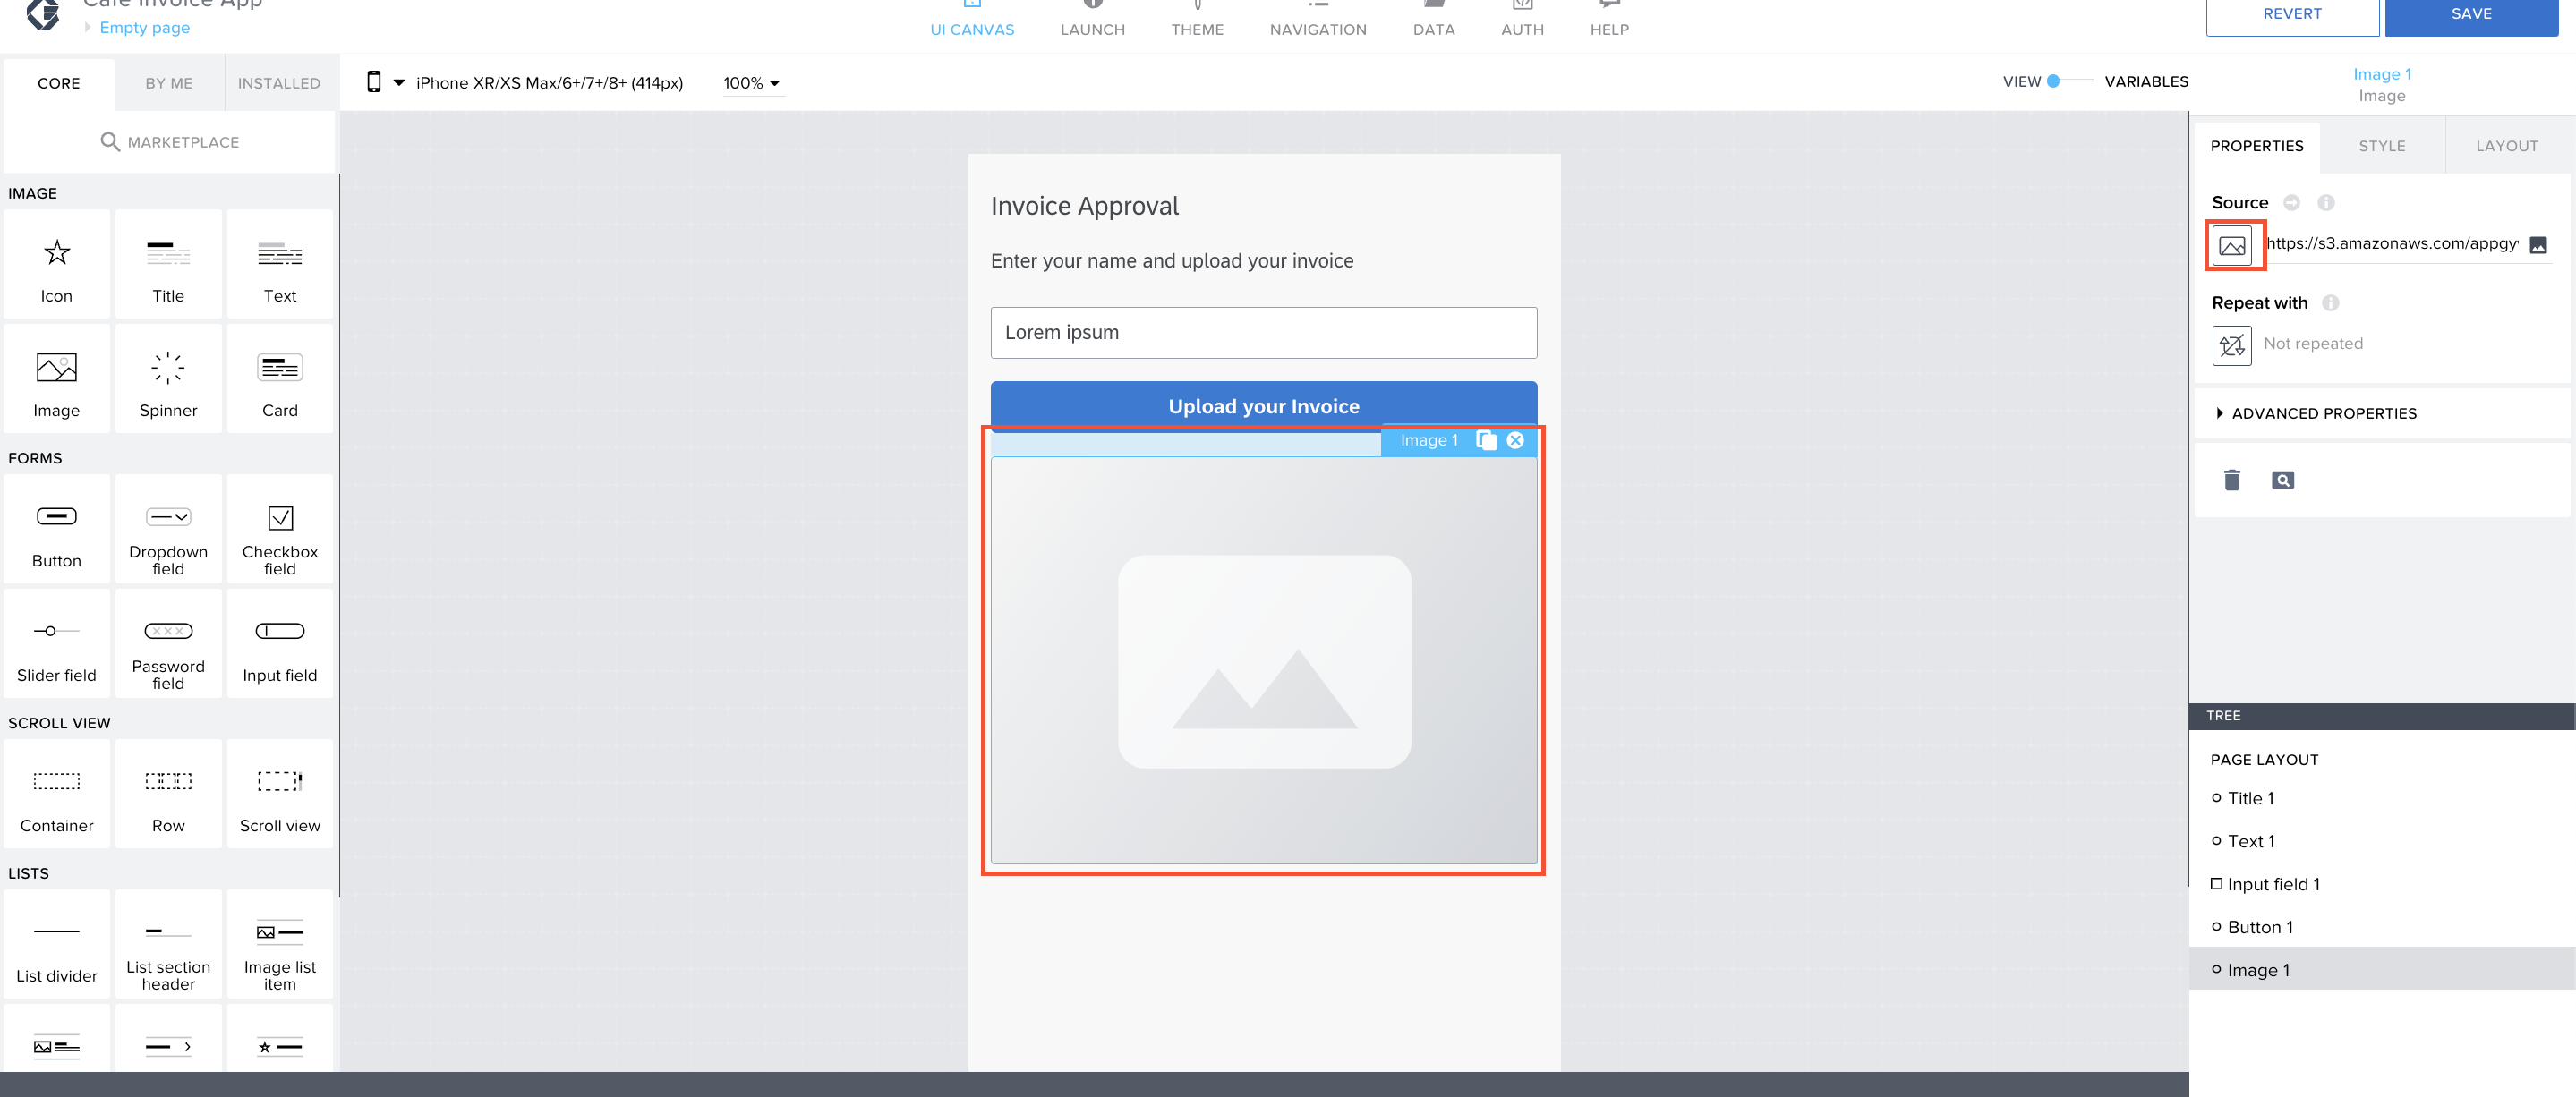 Cafe Invoice App
Empty page
UI CANVAS
LAUNCH
THEME
NAVIGATION
DATA
AUTH
HELP
REVERT
SAVE
CORE
BY ME
INSTALLED
MARKETPLACE
iPhone XR/XS Max/6+/7+/8+ (414px)
100%
VIEW
VARIABLES
IMAGE
Icon
Title
Text
Image
Spinner
Card
FORMS
Button
Dropdown
field
Checkbox
field
Slider field
Password
field
Input field
SCROLL VIEW
Container
Row
Scroll view
LISTS
List divider
List section
header
Image list
item
Invoice Approval
Enter your name and upload your invoice
Lorem ipsum
Upload your Invoice
Image 1
Image 1
Image
PROPERTIES
STYLE
LAYOUT
Source
https://s3.amazonaws.com/appgy
Repeat with
Not repeated
ADVANCED PROPERTIES
TREE
PAGE LAYOUT
Title 1
Text 1
Input field 1
Button 1
Image 1